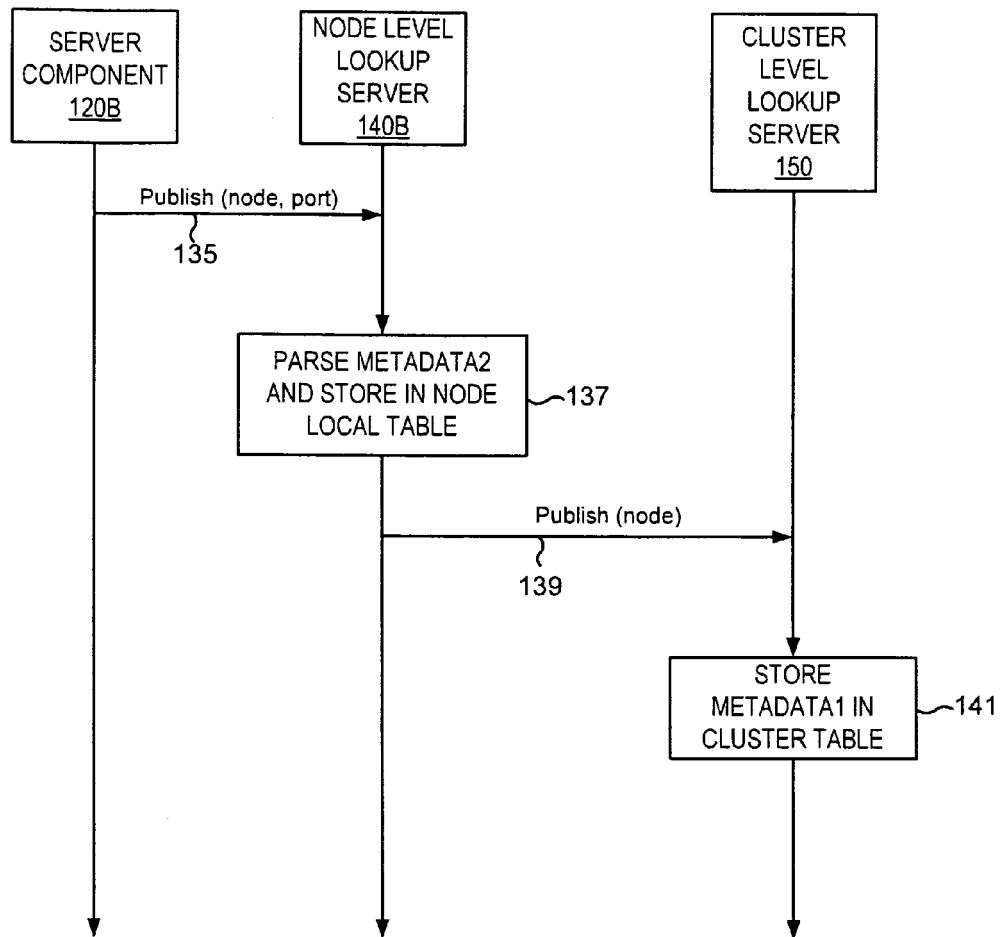 SERVER
COMPONENT
120B
NODE LEVEL
LOOKUP
SERVER
140B
CLUSTER
LEVEL
LOOKUP
SERVER
150
Publish (node, port)
135
PARSE METADATA2
AND STORE IN NODE
LOCAL TABLE
137
Publish (node)
139
STORE
METADATA1 IN
CLUSTER TABLE
141